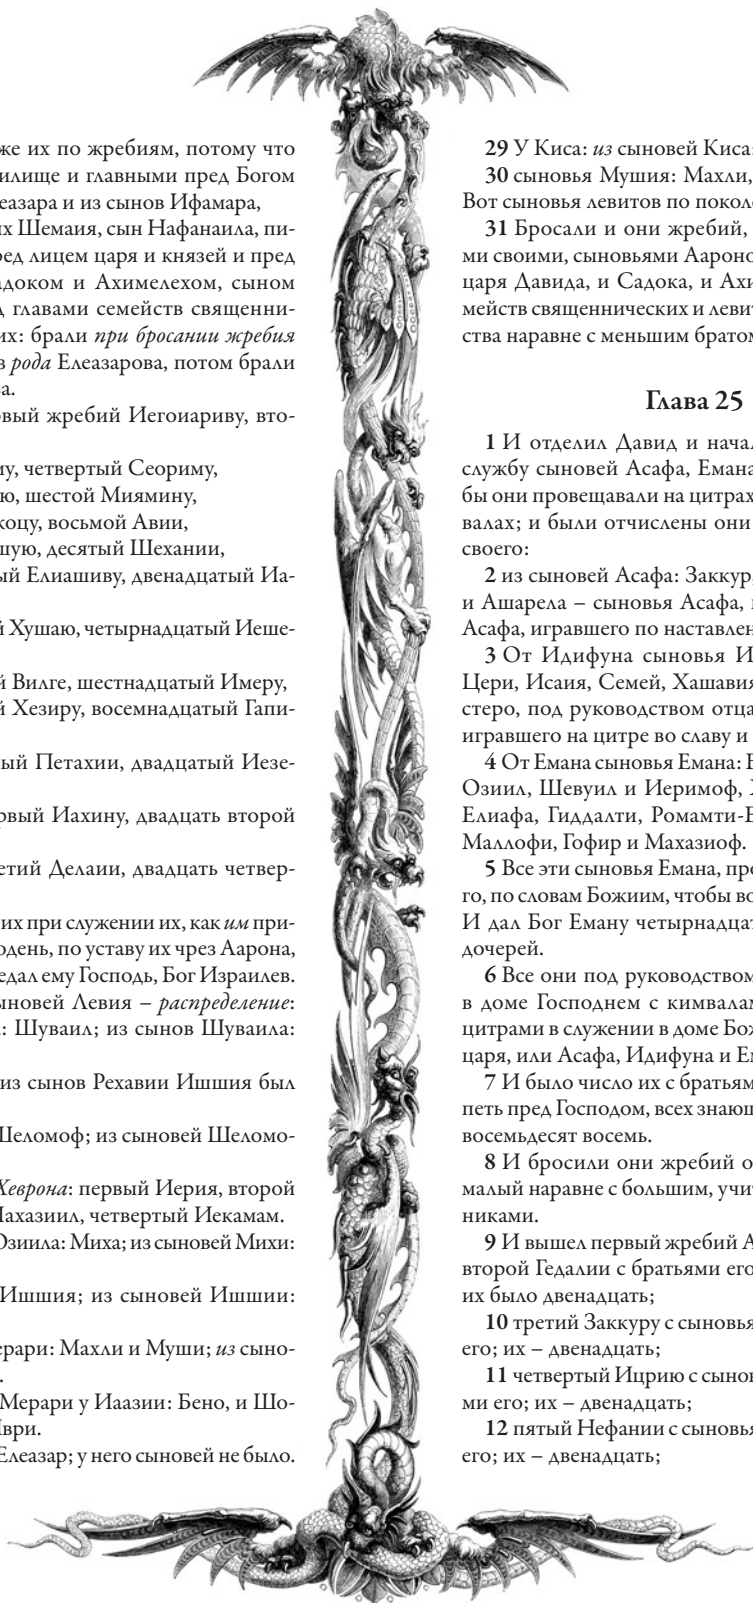 же их по жребиям, потому что
илище и главными пред Богом
еазара и из сынов Ифамара,
их Шемаия, сын Нафанаила, пи-
ред лицем царя и князей и пред
адоком и Ахимелехом, сыном
д главами семейств священни-
их: брали при бросании жребия
з рода Елеазарова, потом брали
а.
рвый жребий Иегоиариву, вто-
му, четвертый Сеориму,
ю, шестой Миямину,
коцу, восьмой Авии,
шую, десятый Шехании,
ый Елиашиву, двенадцатый Иа-
й Хушаю, четырнадцатый Иеше-
й Вилге, шестнадцатый Имеру,
й Хезиру, восемнадцатый Гапи-
ый Петахии, двадцатый Иезе-
рвый Иахину, двадцать второй
етий Делаии, двадцать четвер-
их при служении их, как им при-
одень, по уставу их чрез Аарона,
едал ему Господь, Бог Израилев.
ыновей Левия – распределение:
: Шуваил; из сынов Шуваила:
из сынов Рехавии Ишшия был
Шеломоф; из сыновей Шеломо-
Хеврона: первый Иерия, второй
Иахазиил, четвертый Иекамам.
Озиила: Миха; из сыновей Михи:
Ишшия; из сыновей Ишшии:
ерари: Махли и Муши; из сыно-
.
Мерари у Иаазии: Бено, и Шо-
Иври.
Елеазар; у него сыновей не было.
29 У Киса: из сыновей Киса:
30 сыновья Мушия: Махли,
Вот сыновья левитов по покол
31 Бросали и они жребий,
ми своими, сыновьями Аароно
царя Давида, и Садока, и Ахи
мейств священнических и левит
ства наравне с меньшим братом
Глава 25
1 И отделил Давид и начал
службу сыновей Асафа, Емана
бы они провещавали на цитрах
валах; и были отчислены они
своего:
2 из сыновей Асафа: Заккур,
и Ашарела – сыновья Асафа,
Асафа, игравшего по наставлен
3 От Идифуна сыновья И
Цери, Исаия, Семей, Хашавия
стеро, под руководством отца
игравшего на цитре во славу и
4 От Емана сыновья Емана: Б
Озиил, Шевуил и Иеримоф, Х
Елиафа, Гиддалти, Ромамти-Е
Маллофи, Гофир и Махазиоф.
5 Все эти сыновья Емана, про
го, по словам Божиим, чтобы во
И дал Бог Еману четырнадцат
дочерей.
6 Все они под руководством
в доме Господнем с кимвалам
цитрами в служении в доме Бож
царя, или Асафа, Идифуна и Ем
7 И было число их с братьям
петь пред Господом, всех знающ
восемьдесят восемь.
8 И бросили они жребий о
малый наравне с большим, учит
никами.
9 И вышел первый жребий А
второй Гедалии с братьями его
их было двенадцать;
10 третий Заккуру с сыновья
его; их – двенадцать;
11 четвертый Ицрию с сынов
ми его; их – двенадцать;
12 пятый Нефании с сыновья
его; их – двенадцать;